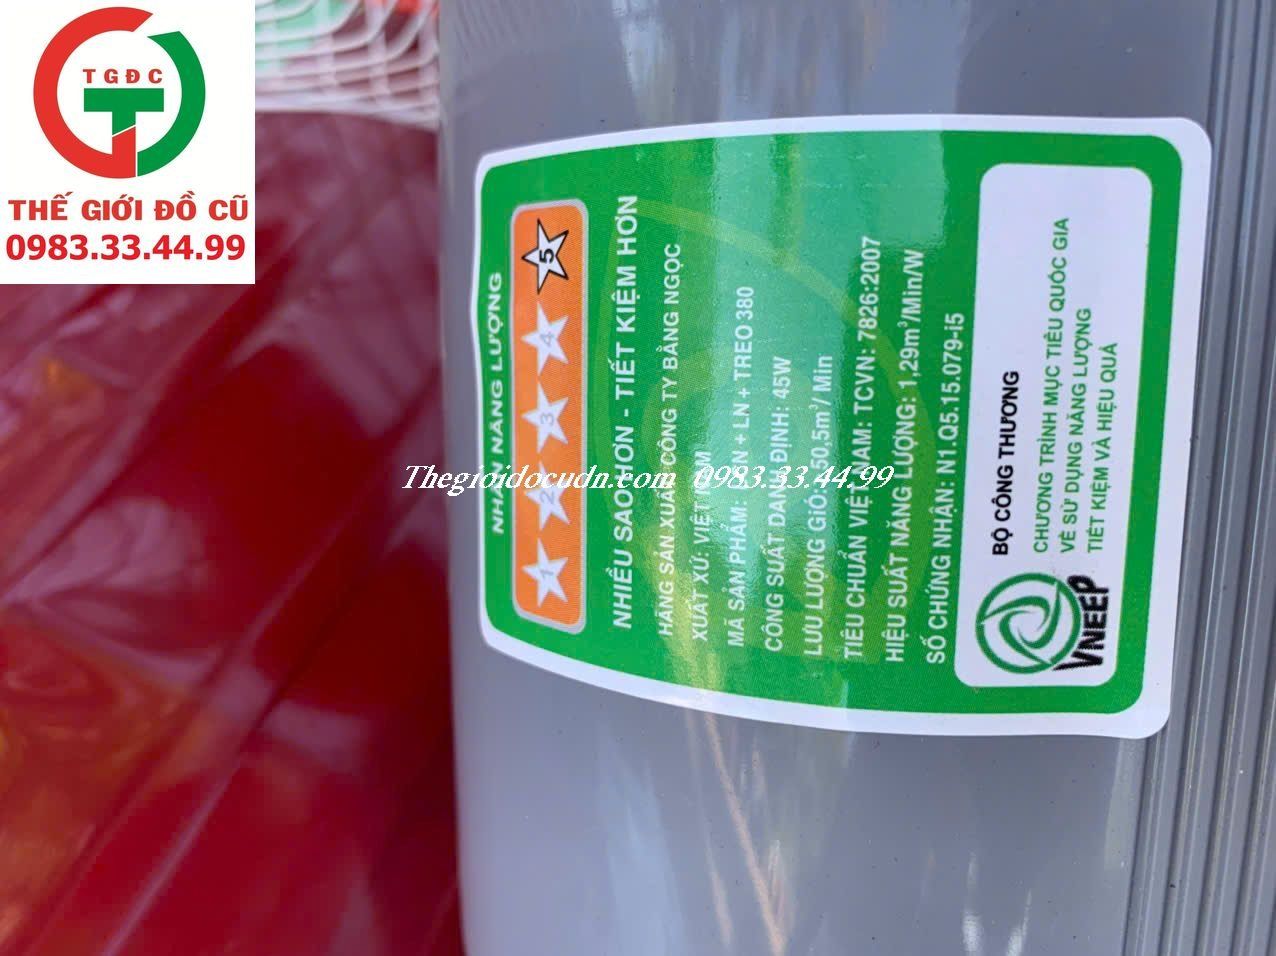 TGĐC
THẾ GIỚI ĐỒ CŨ
0983.33.44.99
NHÃN NĂNG LƯỢNG
1 2 3 4 5
NHIỀU SAO HƠN - TIẾT KIỆM HƠN
HÃNG SẢN XUẤT: CÔNG TY BẰNG NGỌC
XUẤT XỨ: VIỆT NAM
MÃ SẢN PHẨM: + LN + TREO 380
CÔNG SUẤT DANH ĐỊNH: 45W
LƯU LƯỢNG GIÓ: 50,5m³/ Min
TIÊU CHUẨN VIỆT NAM: TCVN: 7826:2007
HIỆU SUẤT NĂNG LƯỢNG: 1,29m³/Min/W
SỐ CHỨNG NHẬN: N1.Q5.15.079-i5
BỘ CÔNG THƯƠNG
CHƯƠNG TRÌNH MỤC TIÊU QUỐC GIA
VỀ SỬ DỤNG NĂNG LƯỢNG
TIẾT KIỆM VÀ HIỆU QUẢ
VNEEP
Thegioidocudn.com 0983.33.44.99